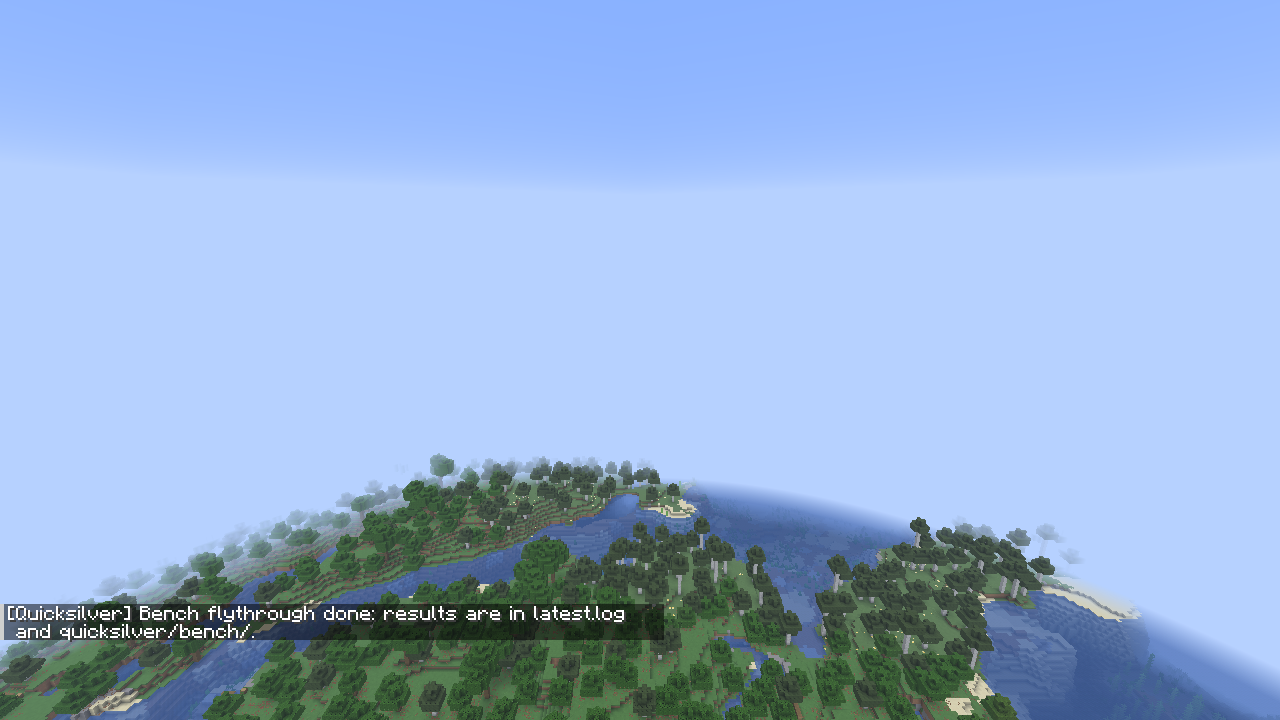 [Quicksilver] Bench flythrough done: results are in latest.log
and quicksilver/bench/.